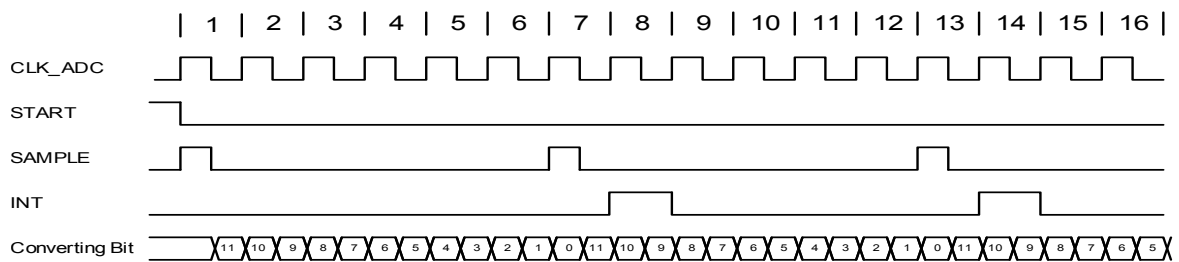 1 2 3 4 5 6 7 8 9 10 11 12 13 14 15 16
CLK_ADC
START
SAMPLE
INT
Converting Bit 11 10 9 8 7 6 5 4 3 2 1 0 11 10 9 8 7 6 5 4 3 2 1 0 11 10 9 8 7 6 5